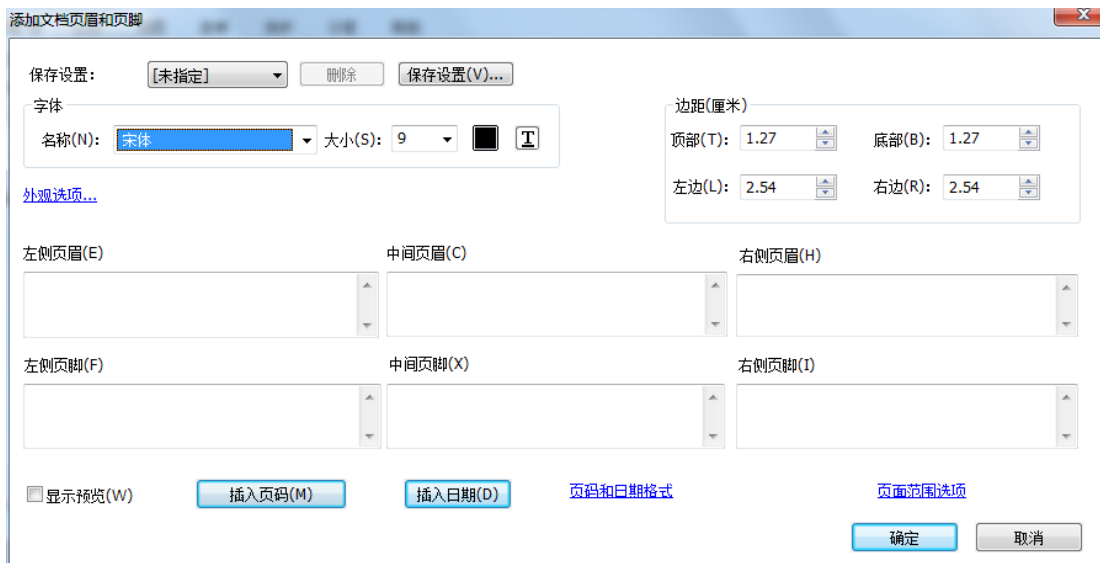 添加文档页眉和页脚
保存设置: [未指定] 删除 保存设置(V)...
字体
名称(N): 宋体 大小(S): 9 T
边距(厘米)
顶部(T): 1.27 底部(B): 1.27
左边(L): 2.54 右边(R): 2.54
外观选项...
左侧页眉(E) 中间页眉(C) 右侧页眉(H)
左侧页脚(F) 中间页脚(X) 右侧页脚(I)
显示预览(W) 插入页码(M) 插入日期(D) 页码和日期格式 页面范围选项
确定 取消